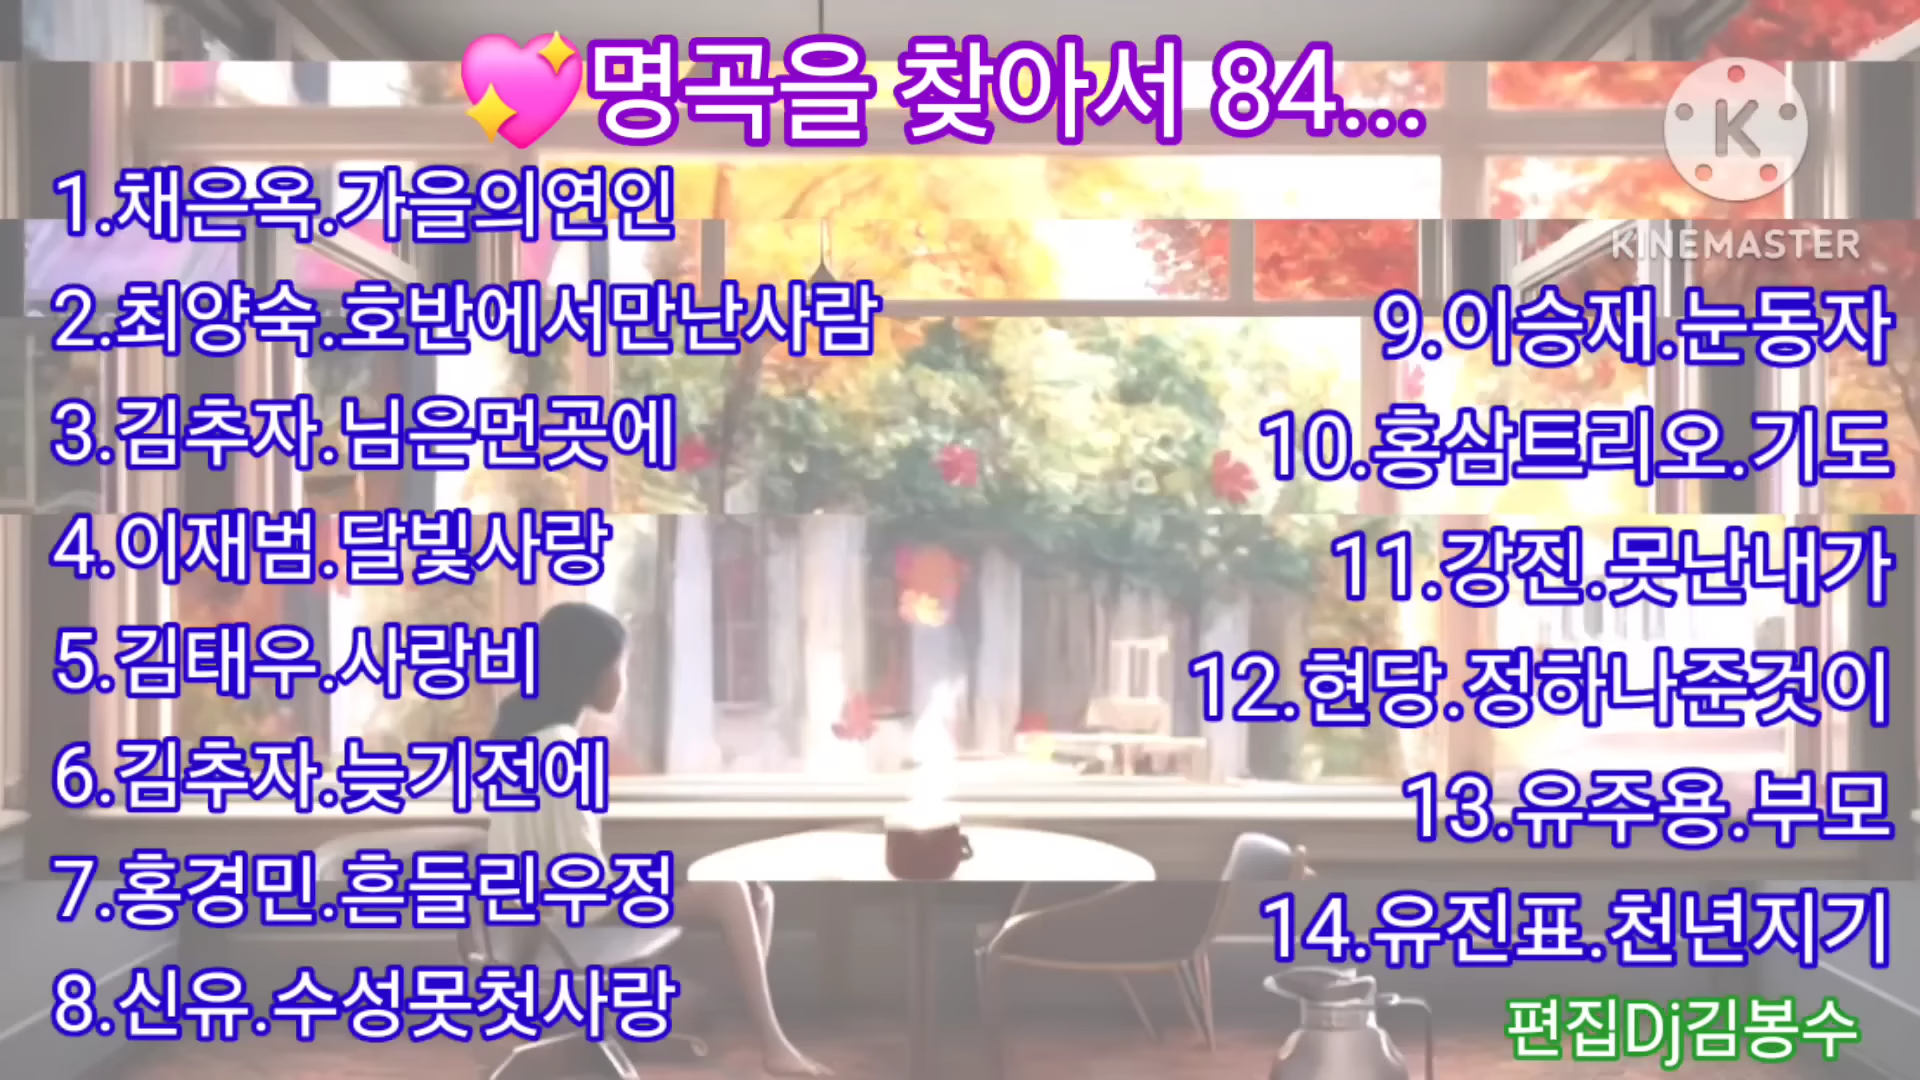 💖명곡을 찾아서 84...
KINEMASTER
1.채은옥.가을의연인
2.최양숙.호반에서만난사람
3.김추자.님은먼곳에
4.이재범.달빛사랑
5.김태우.사랑비
6.김추자.늦기전에
7.홍경민.흔들린우정
8.신유.수성못첫사랑
9.이승재.눈동자
10.홍삼트리오.기도
11.강진.못난내가
12.현당.정하나준것이
13.유주용.부모
14.유진표.천년지기
편집Dj김봉수